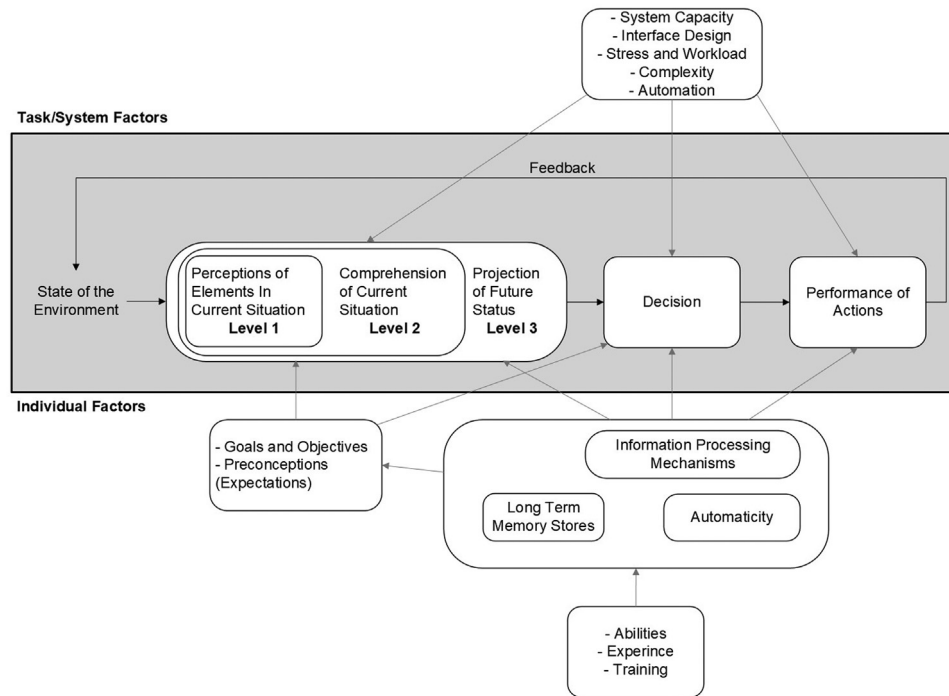 - System Capacity
- Interface Design
- Stress and Workload
- Complexity
- Automation
Task/System Factors
Feedback
State of the
Environment
Perceptions of
Elements In
Current Situation
Level 1
Comprehension
of Current
Situation
Level 2
Projection
of Future
Status
Level 3
Decision
Performance of
Actions
Individual Factors
- Goals and Objectives
- Preconceptions
(Expectations)
Information Processing
Mechanisms
Long Term
Memory Stores
Automaticity
- Abilities
- Experince
- Training